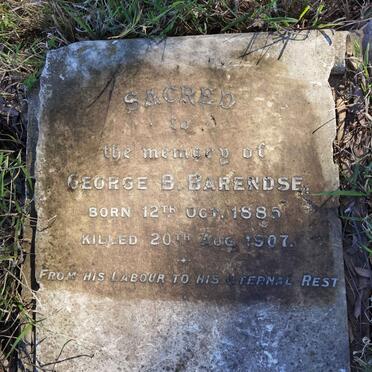 SACRED
to
the memory of
GEORGE B. BARENDSE,
BORN 12TH OCT, 1885
KILLED 20TH AUG 1907.
FROM HIS LABOUR TO HIS ETERNAL REST